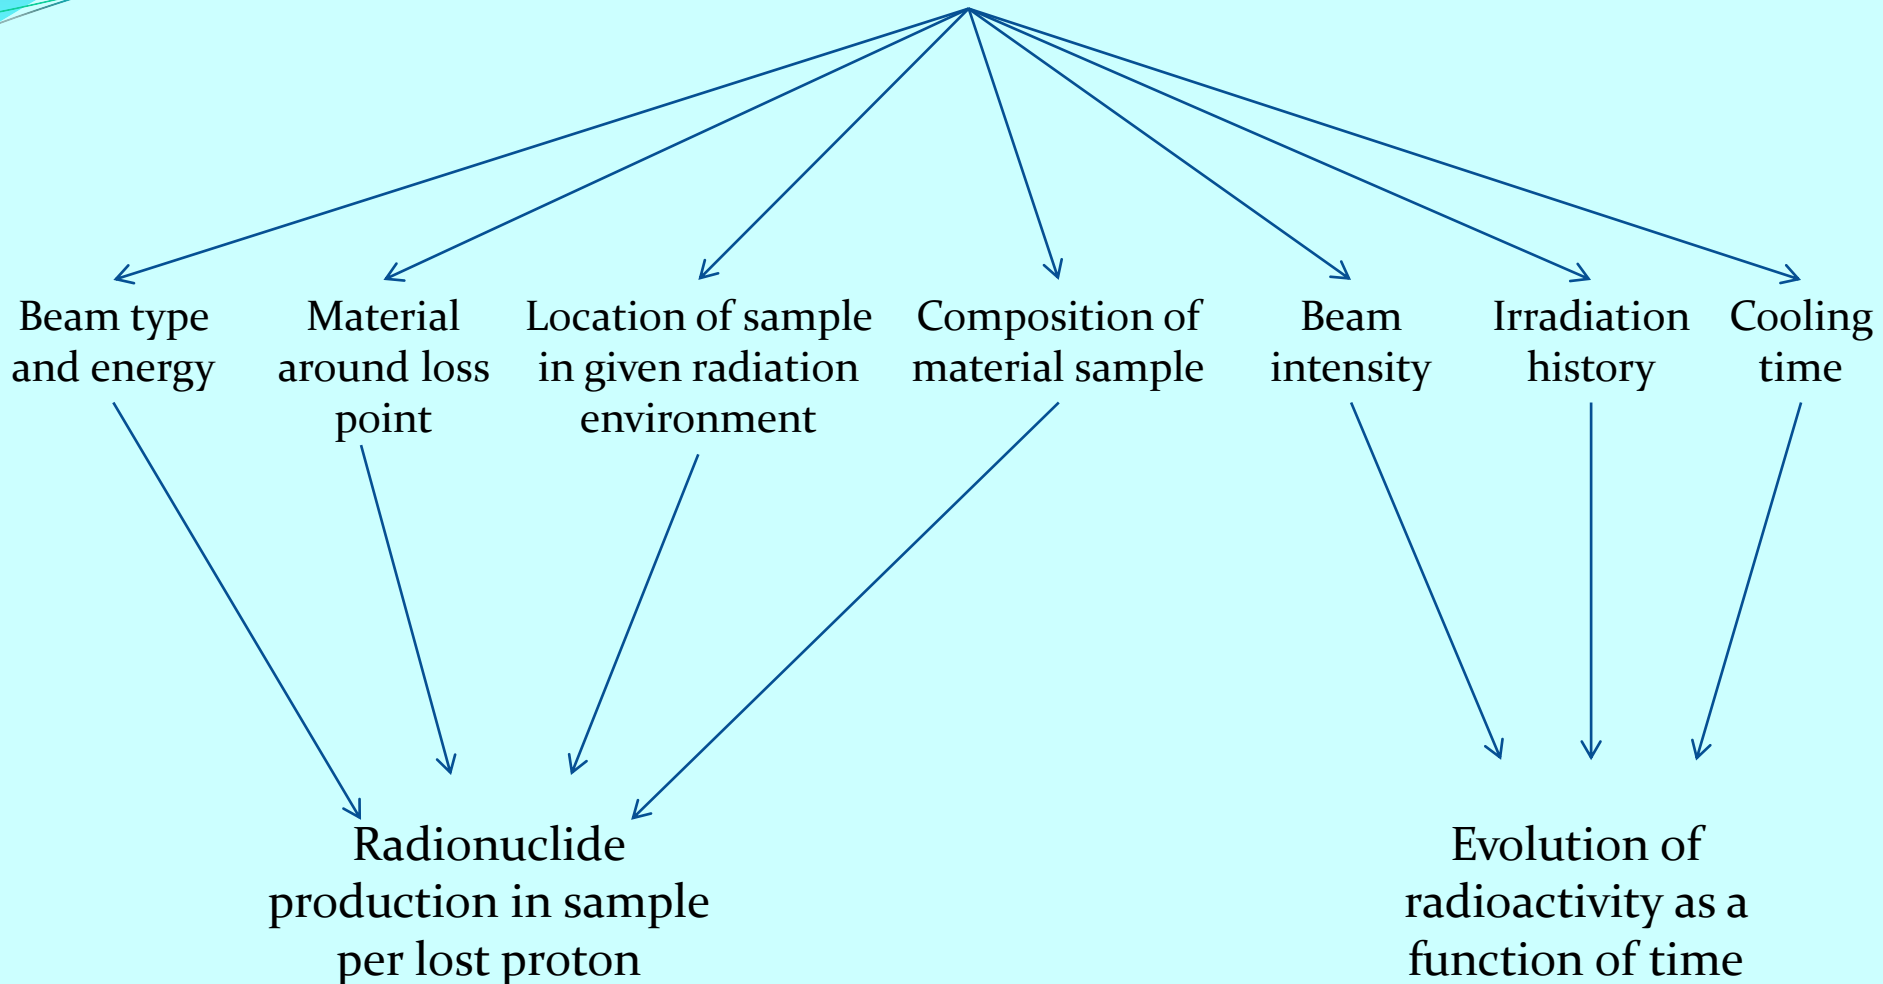 Beam type
and energy
Material
around loss
point
Location of sample
in given radiation
environment
Composition of
material sample
Beam
intensity
Irradiation
history
Cooling
time
Radionuclide
production in sample
per lost proton
Evolution of
radioactivity as a
function of time